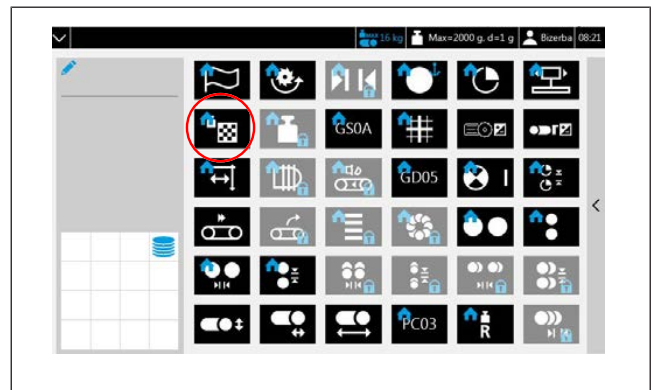 MAX 16 kg Max=2000 g, d=1 g Bizerba 08:21
GS0A
GD05
I
PC03
R